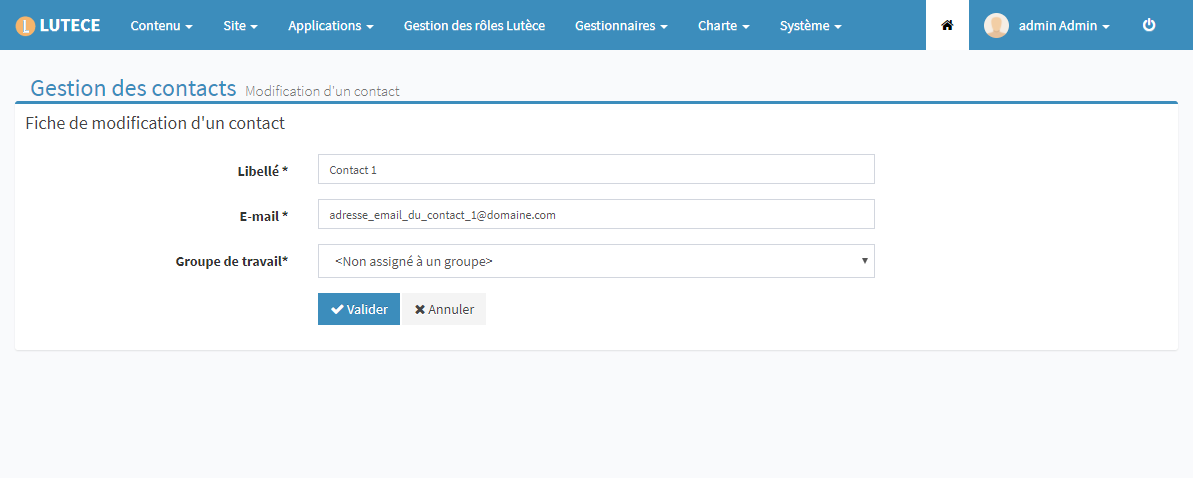 LUTECE Contenu Site Applications Gestion des rôles Lutèce Gestionnaires Charte Système admin Admin
Gestion des contacts Modification d'un contact
Fiche de modification d'un contact
Libellé * Contact 1
E-mail * adresse_email_du_contact_1@domaine.com
Groupe de travail* <Non assigné à un groupe>
Valider Annuler